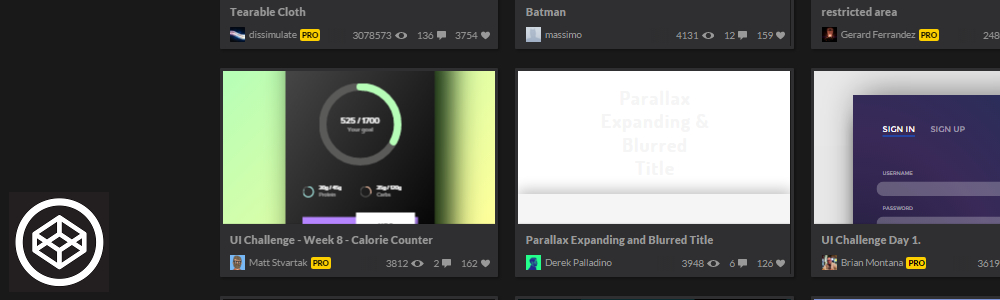 Tearable Cloth
dissimulate PRO 3078573 136 3754
Batman
massimo 4131 12 159
restricted area
Gerard Ferrandez PRO 248
525 / 1700
Your goal
Protein
Carbs
UI Challenge - Week 8 - Calorie Counter
Matt Stvartak PRO 3812 2 162
Parallax
Expanding &
Blurred
Title
Parallax Expanding and Blurred Title
Derek Palladino 3948 6 126
SIGN IN SIGN UP
USERNAME
PASSWORD
UI Challenge Day 1.
Brian Montana PRO 3619